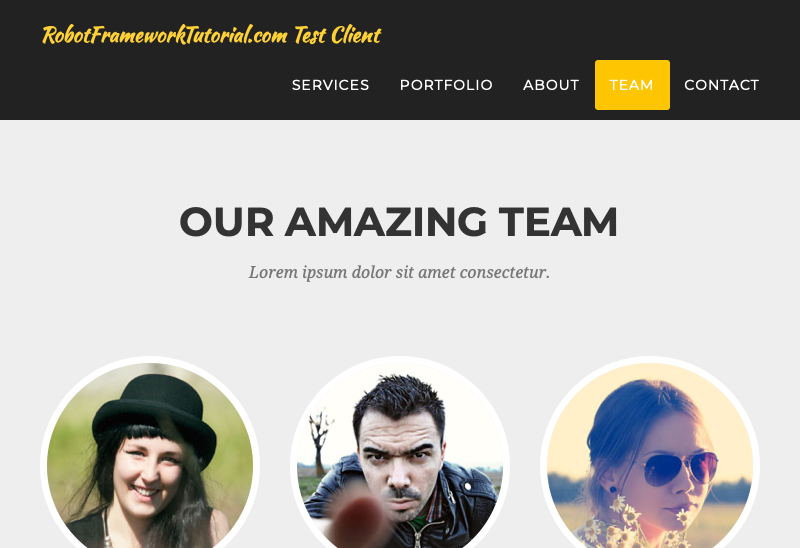 RobotFrameworkTutorial.com Test Client
SERVICES PORTFOLIO ABOUT TEAM CONTACT
OUR AMAZING TEAM
Lorem ipsum dolor sit amet consectetur.